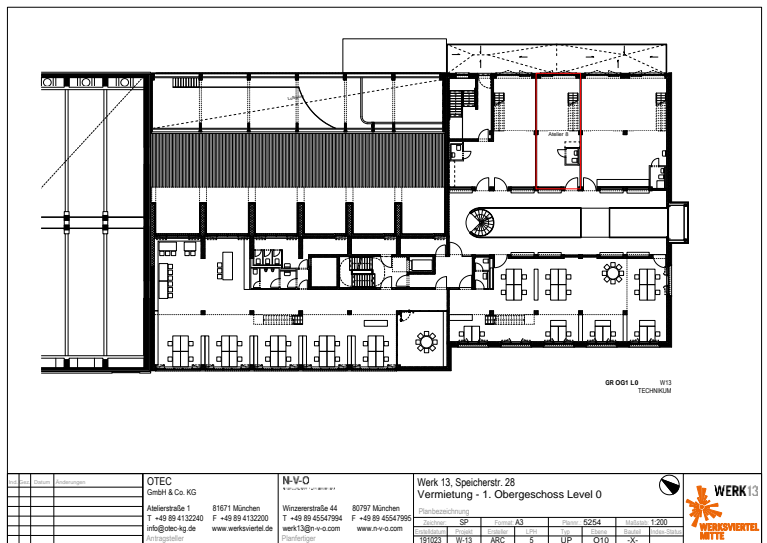 Luftraum
Atelier 8
GR OG1 L0 W13
TECHNIKUM
Ind. Gez. Datum Änderungen
OTEC
GmbH & Co. KG
Atelierstraße 1 81671 München
T +49 89 4132240 F +49 89 4132200
info@otec-kg.de www.werksviertel.de
Antragsteller
N-V-O
Winzererstraße 44 80797 München
T +49 89 45547994 F +49 89 45547995
werk13@n-v-o.com www.n-v-o.com
Planfertiger
Werk 13, Speicherstr. 28
Vermietung - 1. Obergeschoss Level 0
Planbezeichnung
Zeichner: SP Format: A3 Plannr.: 5254 Maßstab: 1:200
Erstelldatum Projekt Ersteller LPH Typ Ebene Bauteil Index-Status
191023 W-13 ARC 5 UP O10 -X-
WERK13
WERKSVIERTEL
MITTE